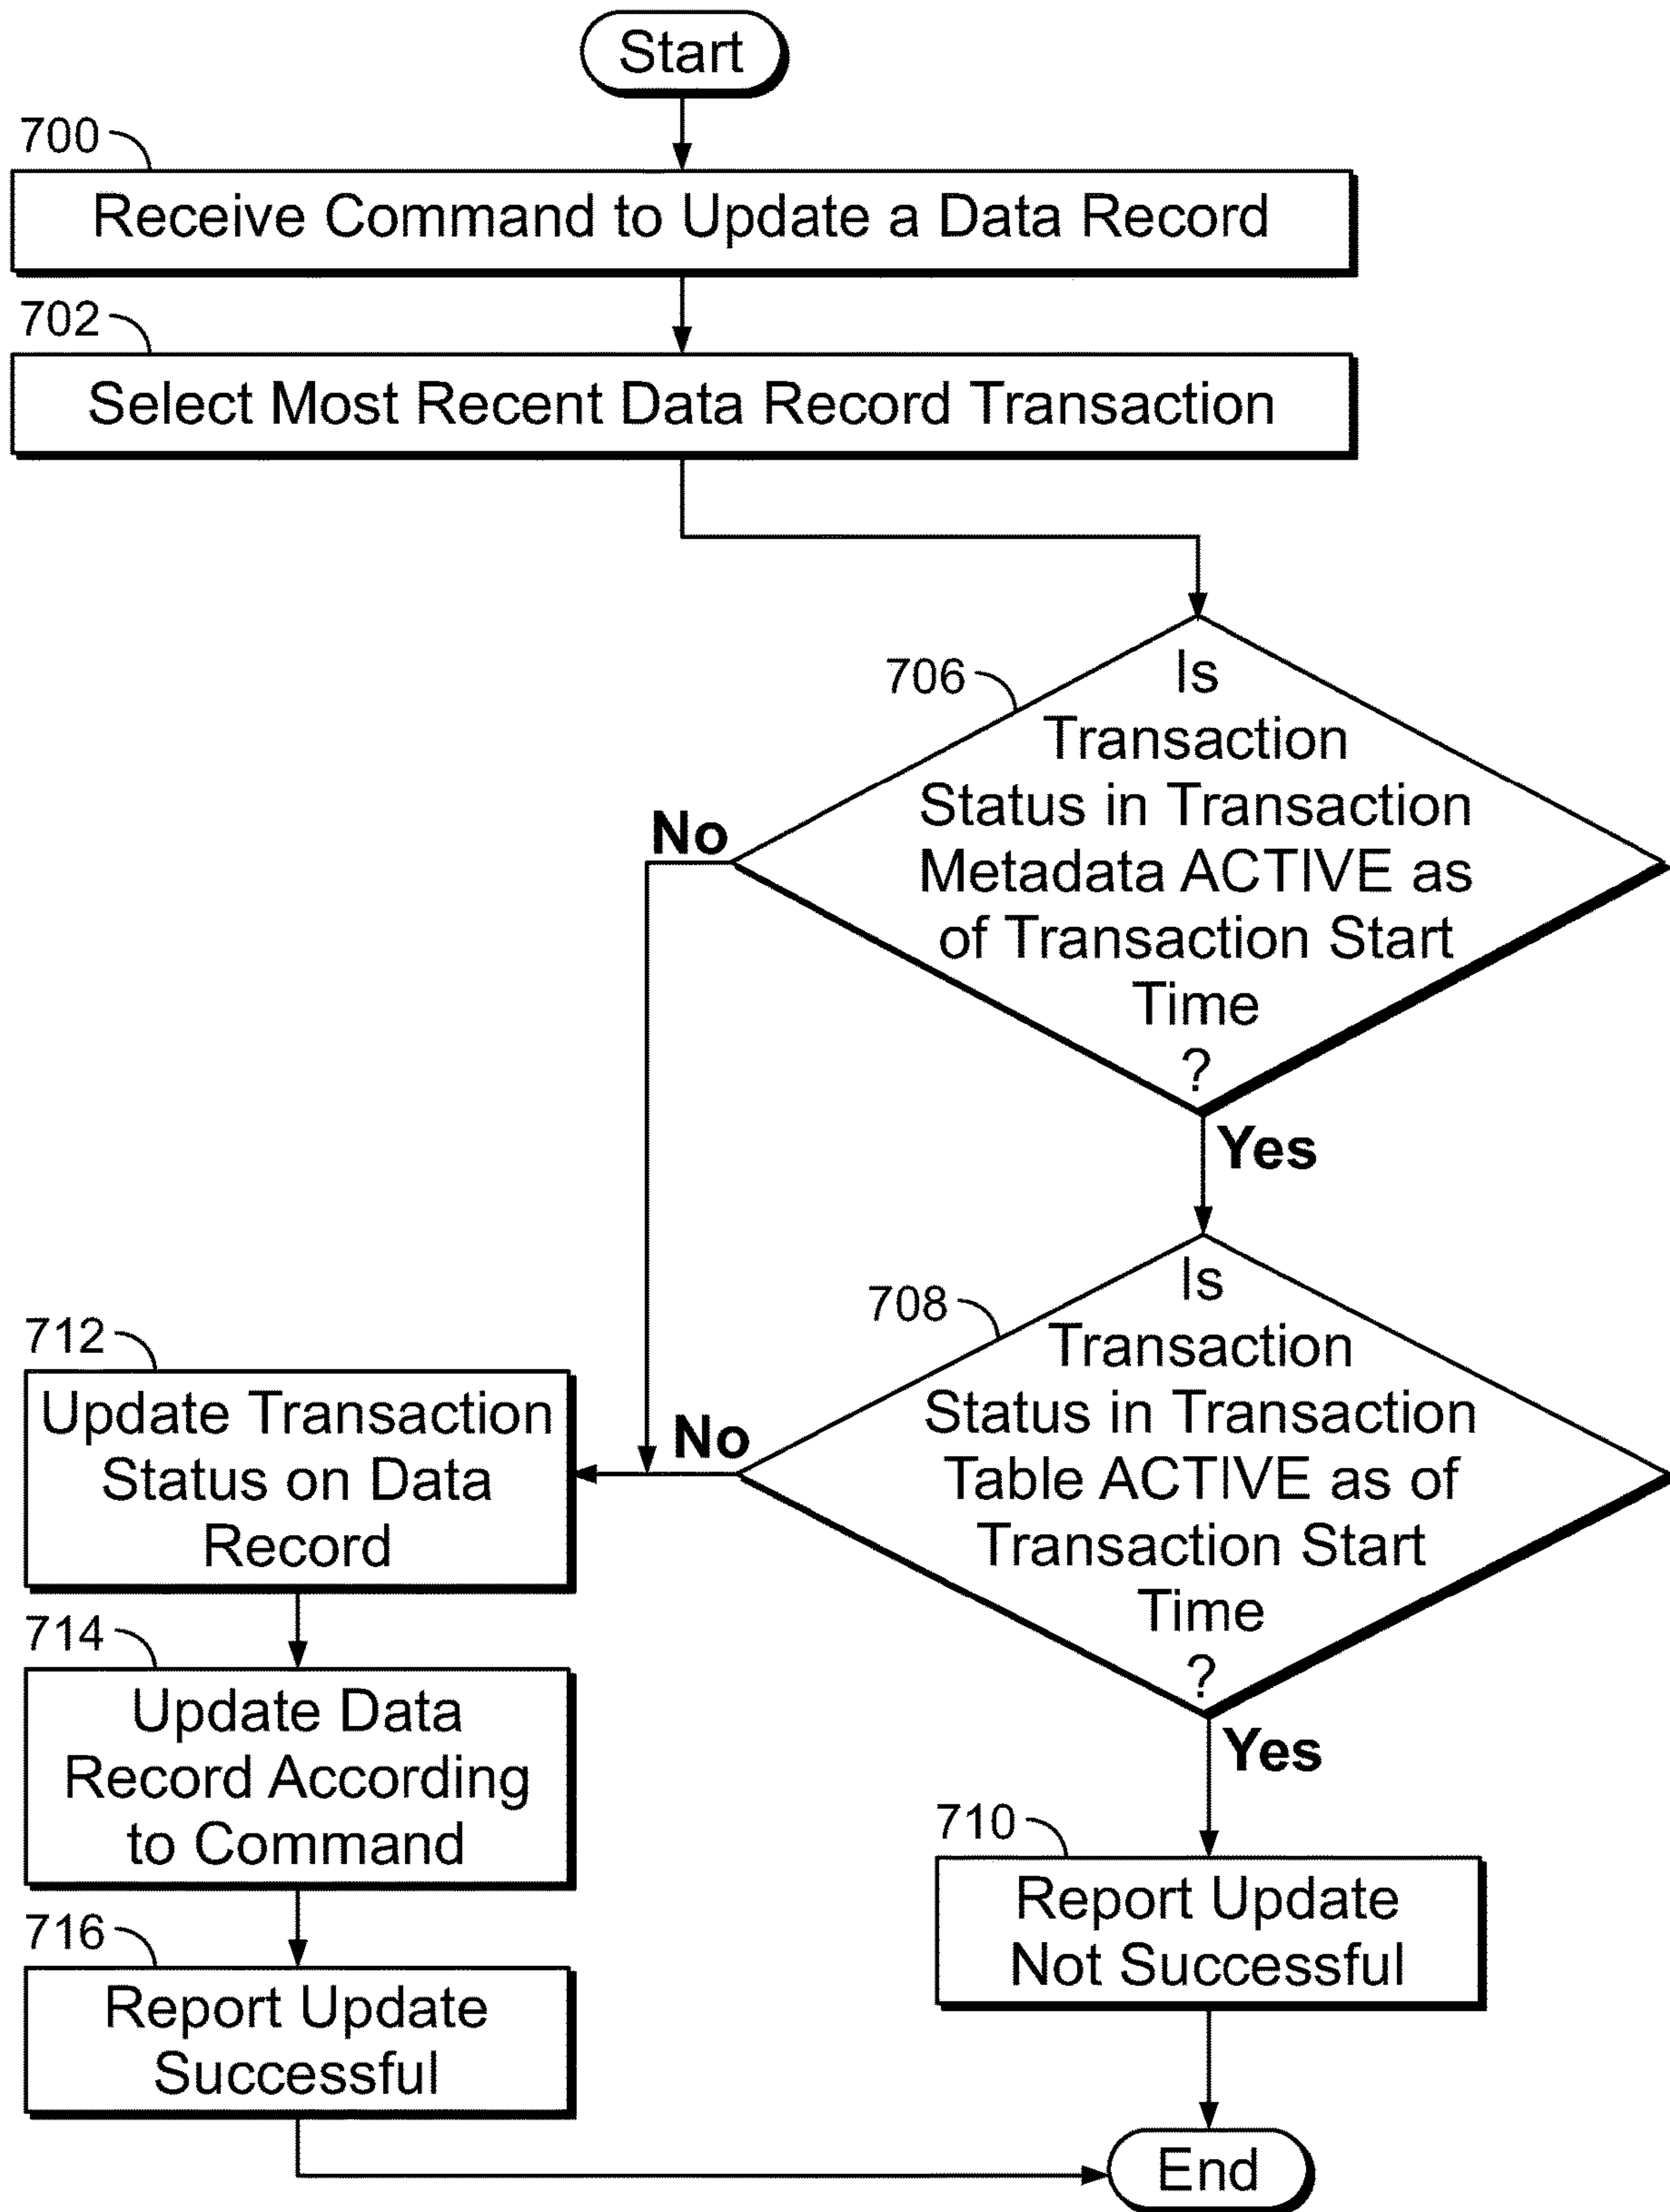 Start
700
Receive Command to Update a Data Record
702
Select Most Recent Data Record Transaction
706
Is
Transaction
Status in Transaction
Metadata ACTIVE as
of Transaction Start
Time
?
No
Yes
708
Is
Transaction
Status in Transaction
Table ACTIVE as of
Transaction Start
Time
?
No
Yes
712
Update Transaction
Status on Data
Record
714
Update Data
Record According
to Command
716
Report Update
Successful
710
Report Update
Not Successful
End